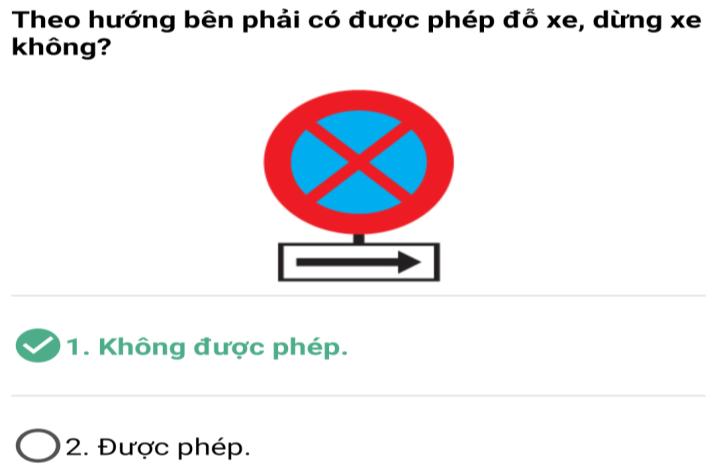 Theo hướng bên phải có được phép đỗ xe, dừng xe
không?
1. Không được phép.
2. Được phép.